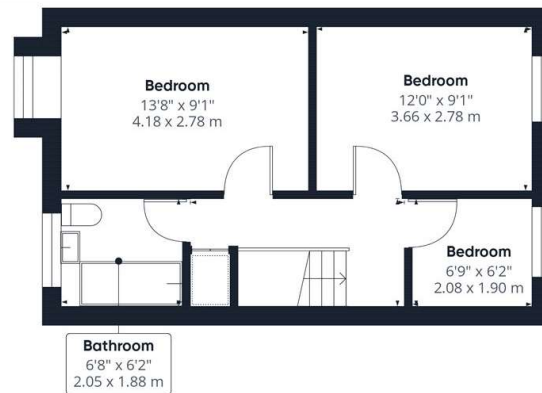 Bedroom
13'8" x 9'1"
4.18 x 2.78 m
Bedroom
12'0" x 9'1"
3.66 x 2.78 m
Bedroom
6'9" x 6'2"
2.08 x 1.90 m
Bathroom
6'8" x 6'2"
2.05 x 1.88 m